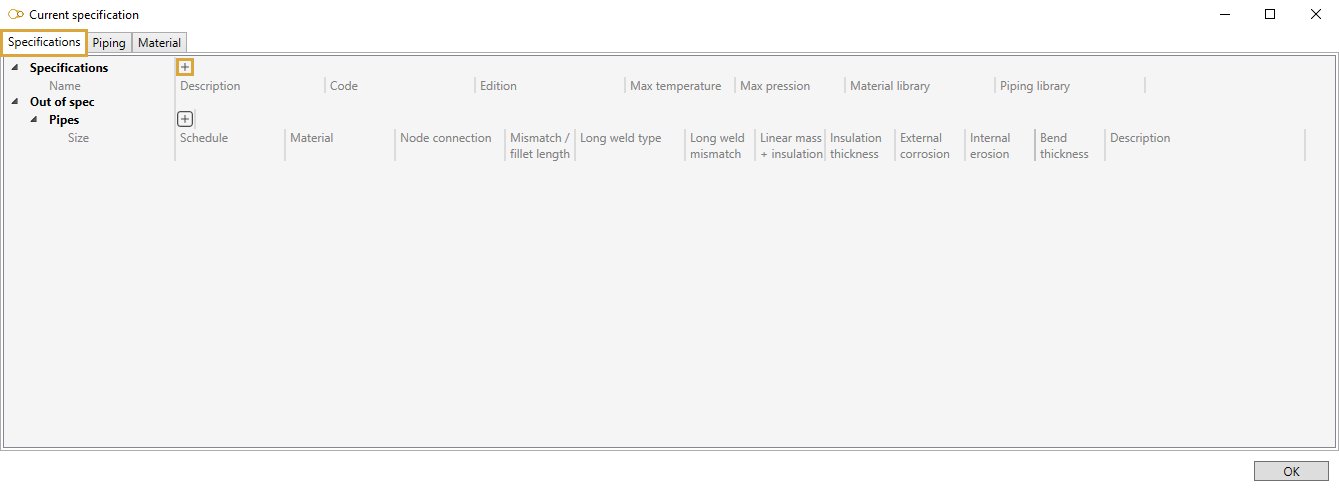 Current specification
Specifications Piping Material
Specifications +
Name Description Code Edition Max temperature Max pression Material library Piping library
Out of spec
Pipes +
Size Schedule Material Node connection Mismatch / Long weld type Long weld Linear mass Insulation External Internal Bend Description
fillet length mismatch + insulation thickness corrosion erosion thickness
OK